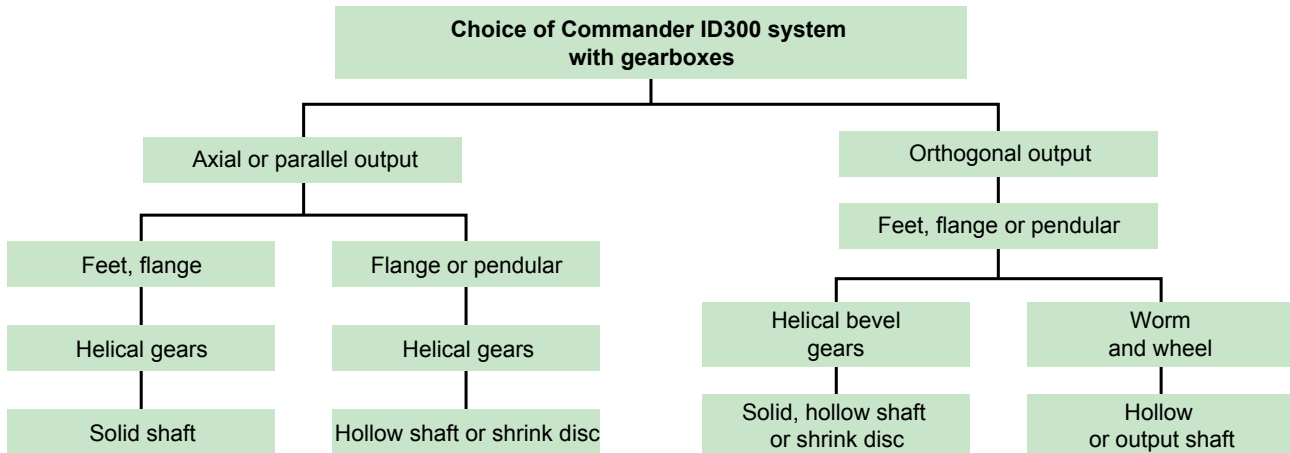 Choice of Commander ID300 system
with gearboxes
Axial or parallel output
Orthogonal output
Feet, flange or pendular
Feet, flange
Flange or pendular
Helical bevel
gears
Worm
and wheel
Helical gears
Helical gears
Solid shaft
Hollow shaft or shrink disc
Solid, hollow shaft
or shrink disc
Hollow
or output shaft